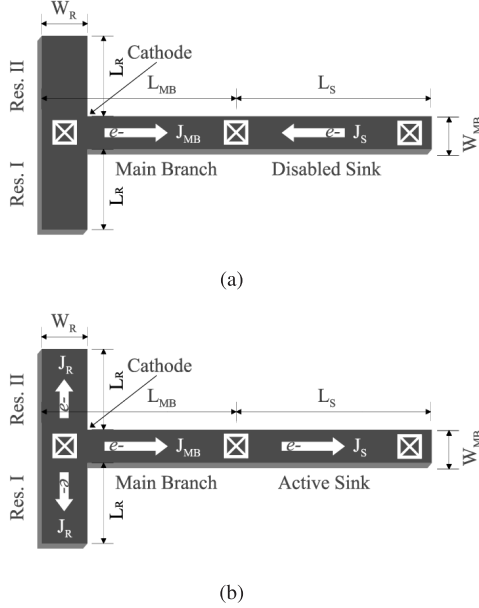 W_R
Cathode
Res. II
L_R
L_MB
L_S
e-
J_MB
e-
J_S
W_MB
Res. I
L_R
Main Branch
Disabled Sink
(a)
W_R
Cathode
Res. II
J_R
e-
L_R
L_MB
L_S
e-
J_MB
e-
J_S
W_MB
Res. I
e-
J_R
L_R
Main Branch
Active Sink
(b)